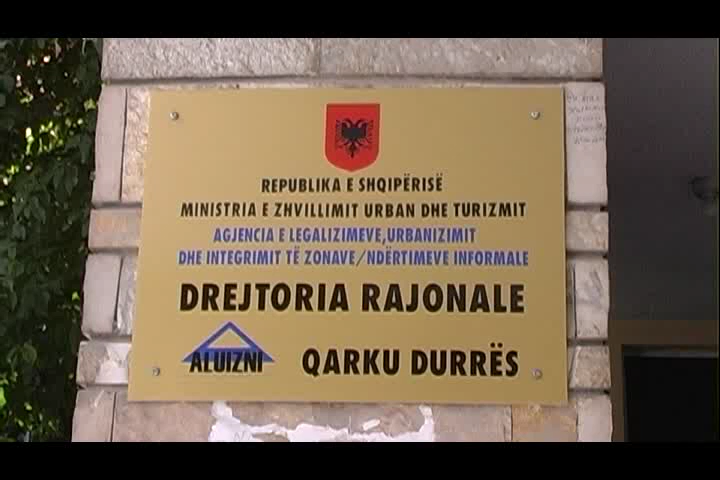 REPUBLIKA E SHQIPËRISË
MINISTRIA E ZHVILLIMIT URBAN DHE TURIZMIT
AGJENCIA E LEGALIZIMEVE,URBANIZIMIT
DHE INTEGRIMIT TË ZONAVE/NDËRTIMEVE INFORMALE
DREJTORIA RAJONALE
ALUIZNI QARKU DURRËS